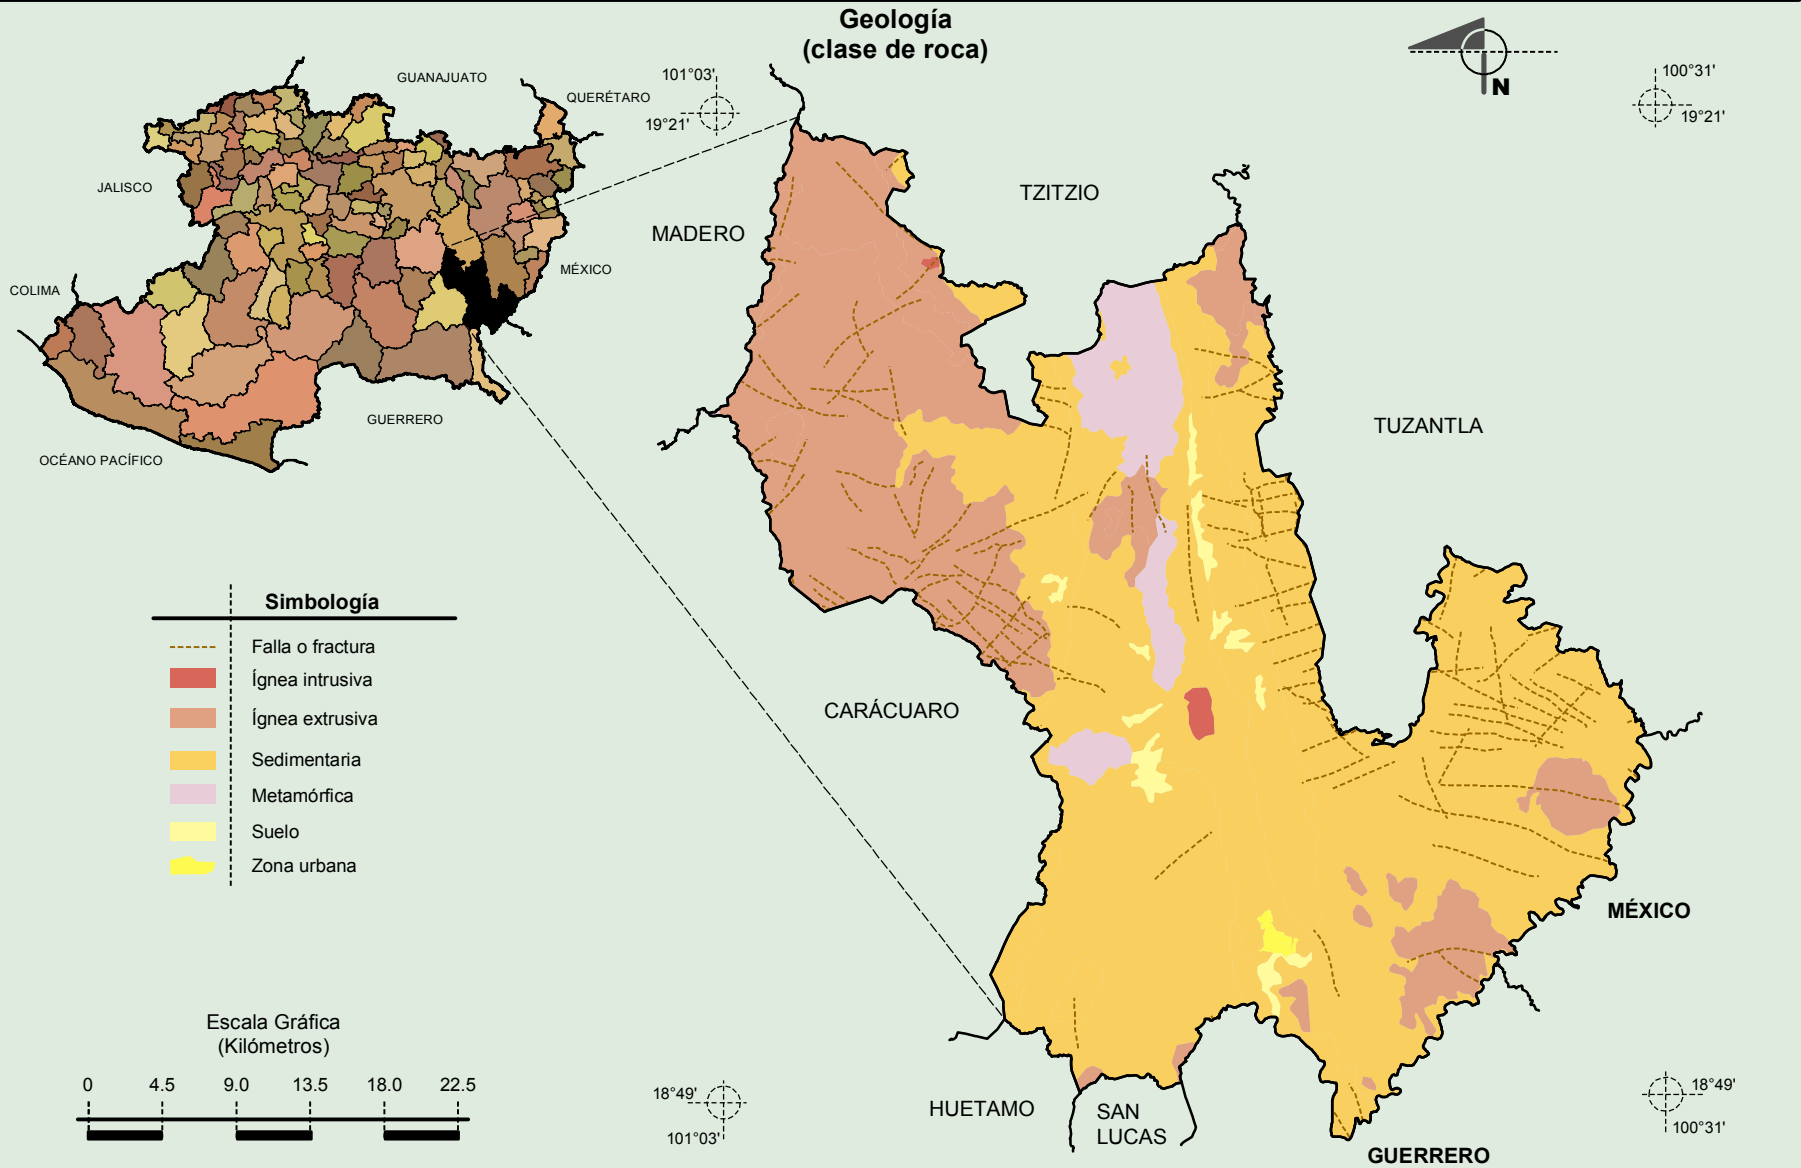 Geología
(clase de roca)
GUANAJUATO
QUERÉTARO
JALISCO
MÉXICO
COLIMA
GUERRERO
OCÉANO PACÍFICO
101°03'
19°21'
N
100°31'
19°21'
TZITZIO
MADERO
TUZANTLA
CARÁCUARO
MÉXICO
HUETAMO
SAN
LUCAS
GUERRERO
Simbología
Falla o fractura
Ígnea intrusiva
Ígnea extrusiva
Sedimentaria
Metamórfica
Suelo
Zona urbana
Escala Gráfica
(Kilómetros)
0 4.5 9.0 13.5 18.0 22.5
18°49'
101°03'
18°49'
100°31'